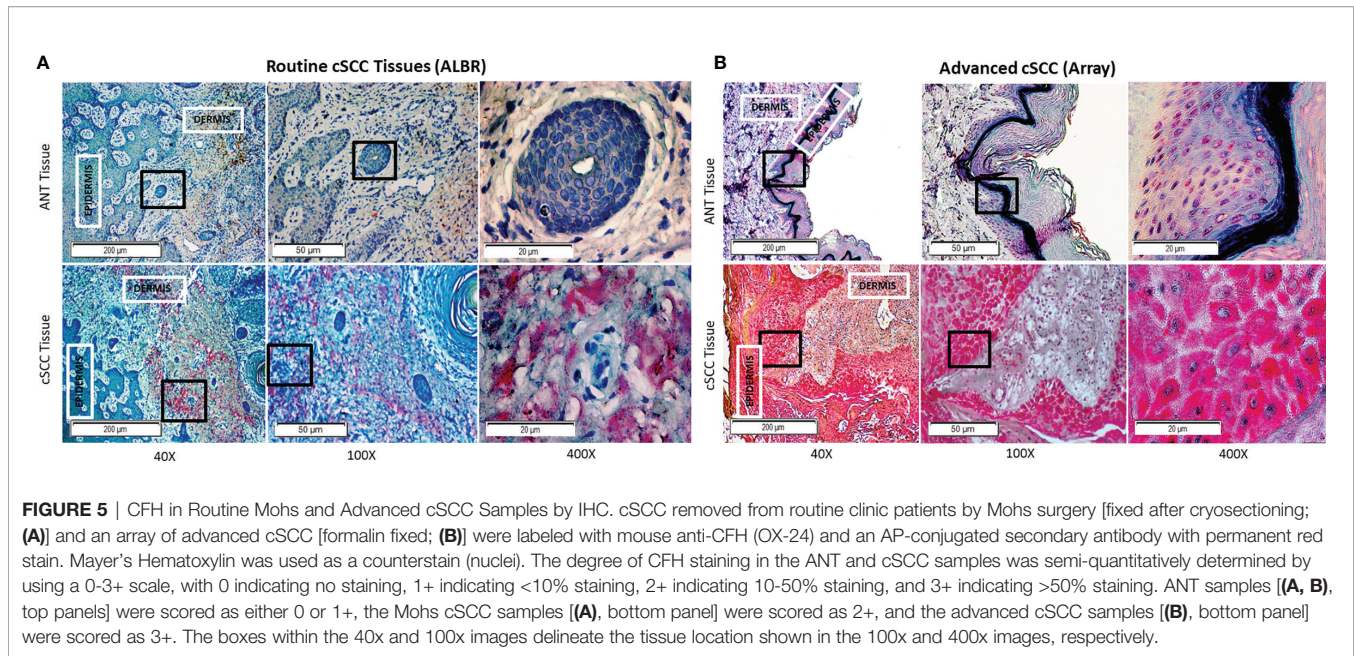 A
Routine cSCC Tissues (ALBR)
B
Advanced cSCC (Array)
ANT Tissue
EPIDERMIS
DERMIS
200 µm
50 µm
20 µm
ANT Tissue
DERMIS
200 µm
50 µm
20 µm
cSCC Tissue
DERMIS
EPIDERMIS
200 µm
50 µm
20 µm
cSCC Tissue
DERMIS
EPIDERMIS
200 µm
50 µm
20 µm
40X
100X
400X
40X
100X
400X
FIGURE 5 | CFH in Routine Mohs and Advanced cSCC Samples by IHC. cSCC removed from routine clinic patients by Mohs surgery [fixed after cryosectioning;
(A)] and an array of advanced cSCC [formalin fixed; (B)] were labeled with mouse anti-CFH (OX-24) and an AP-conjugated secondary antibody with permanent red
stain. Mayer's Hematoxylin was used as a counterstain (nuclei). The degree of CFH staining in the ANT and cSCC samples was semi-quantitatively determined by
using a 0-3+ scale, with 0 indicating no staining, 1+ indicating <10% staining, 2+ indicating 10-50% staining, and 3+ indicating >50% staining. ANT samples [(A, B),
top panels] were scored as either 0 or 1+, the Mohs cSCC samples [(A), bottom panel] were scored as 2+, and the advanced cSCC samples [(B), bottom panel]
were scored as 3+. The boxes within the 40x and 100x images delineate the tissue location shown in the 100x and 400x images, respectively.